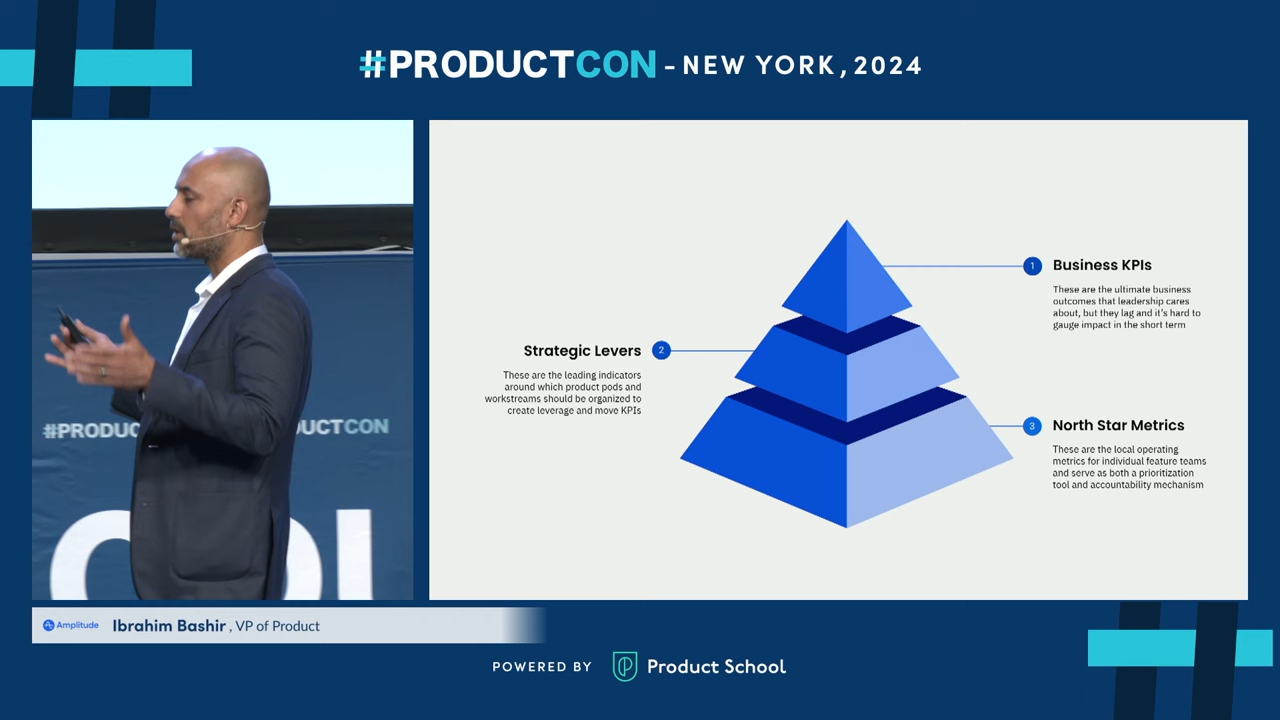 #PRODUCTCON - NEW YORK, 2024
1
Business KPIs
These are the ultimate business
outcomes that leadership cares
about, but they lag and it's hard to
gauge impact in the short term
Strategic Levers
2
These are the leading indicators
around which product pods and
workstreams should be organized to
create leverage and move KPIs
3
North Star Metrics
These are the local operating
metrics for individual feature teams
and serve as both a prioritization
tool and accountability mechanism
#PRODUC
DUCTCON
Amplitude
Ibrahim Bashir, VP of Product
POWERED BY
Product School